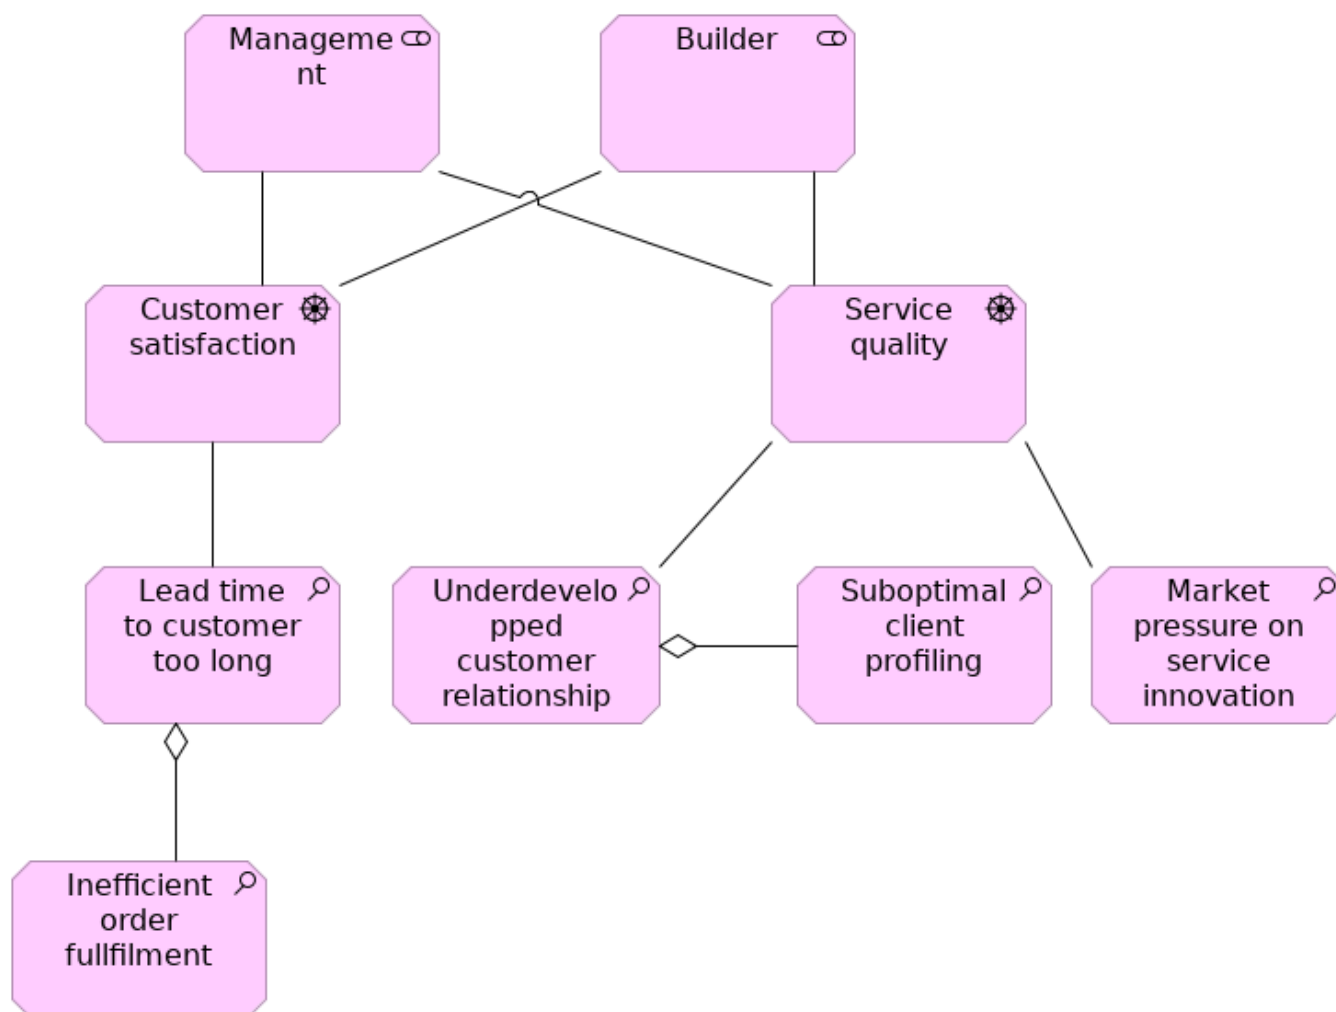 Manageme
nt
Builder
Customer
satisfaction
Service
quality
Lead time
to customer
too long
Underdevelo
pped
customer
relationship
Suboptimal
client
profiling
Market
pressure on
service
innovation
Inefficient
order
fullfilment